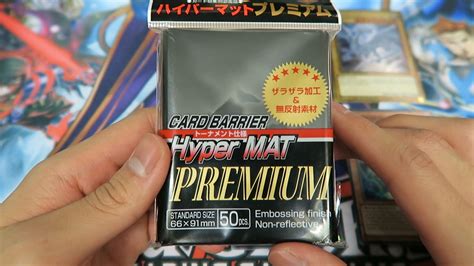 ハイパーマットプレミアム
ザラザラ加工
&
無反射素材
CARD BARRIER
トーナメント仕様
Hyper MAT
PREMIUM
STANDARD SIZE
66×91mm
50 PCS.
Embossing finish
Non-reflective